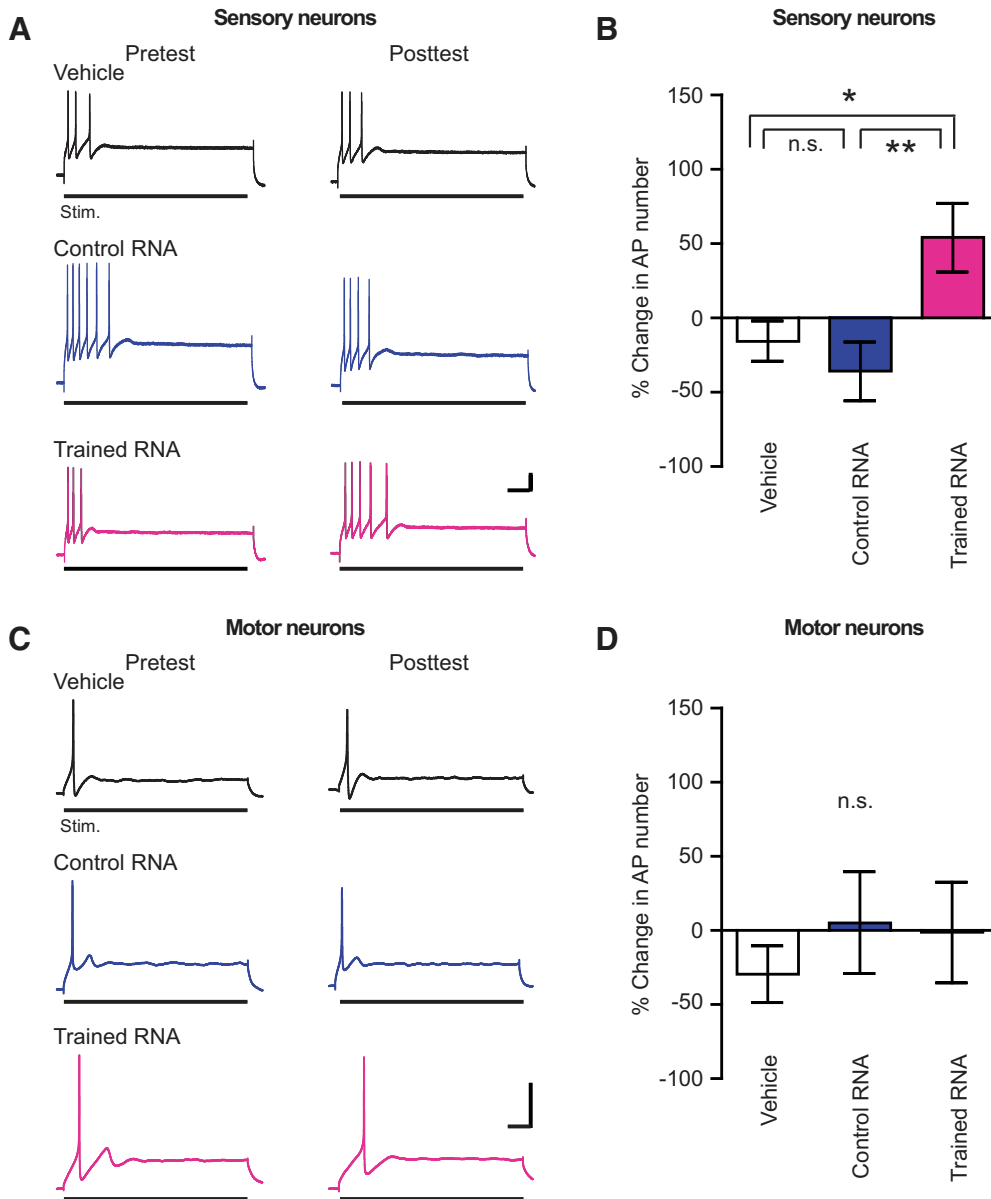 A
Sensory neurons
Pretest
Posttest
Vehicle
Stim.
Control RNA
Trained RNA
B
Sensory neurons
% Change in AP number
150
100
50
0
-50
-100
*
n.s.
**
Vehicle
Control RNA
Trained RNA
C
Motor neurons
Pretest
Posttest
Vehicle
Stim.
Control RNA
Trained RNA
D
Motor neurons
% Change in AP number
150
100
50
0
-50
-100
n.s.
Vehicle
Control RNA
Trained RNA